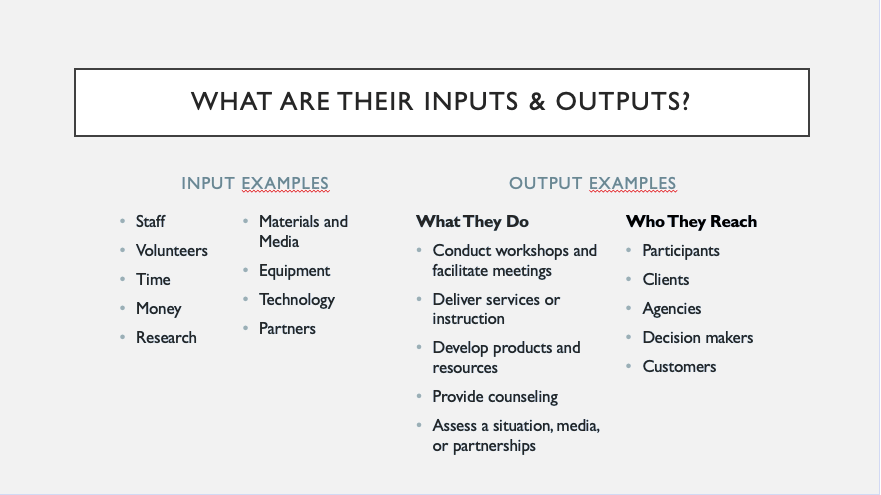 WHAT ARE THEIR INPUTS & OUTPUTS?
INPUT EXAMPLES
• Staff
• Volunteers
• Time
• Money
• Research
• Materials and
Media
• Equipment
• Technology
• Partners
OUTPUT EXAMPLES
What They Do
• Conduct workshops and
facilitate meetings
• Deliver services or
instruction
• Develop products and
resources
• Provide counseling
• Assess a situation, media,
or partnerships
Who They Reach
• Participants
• Clients
• Agencies
• Decision makers
• Customers